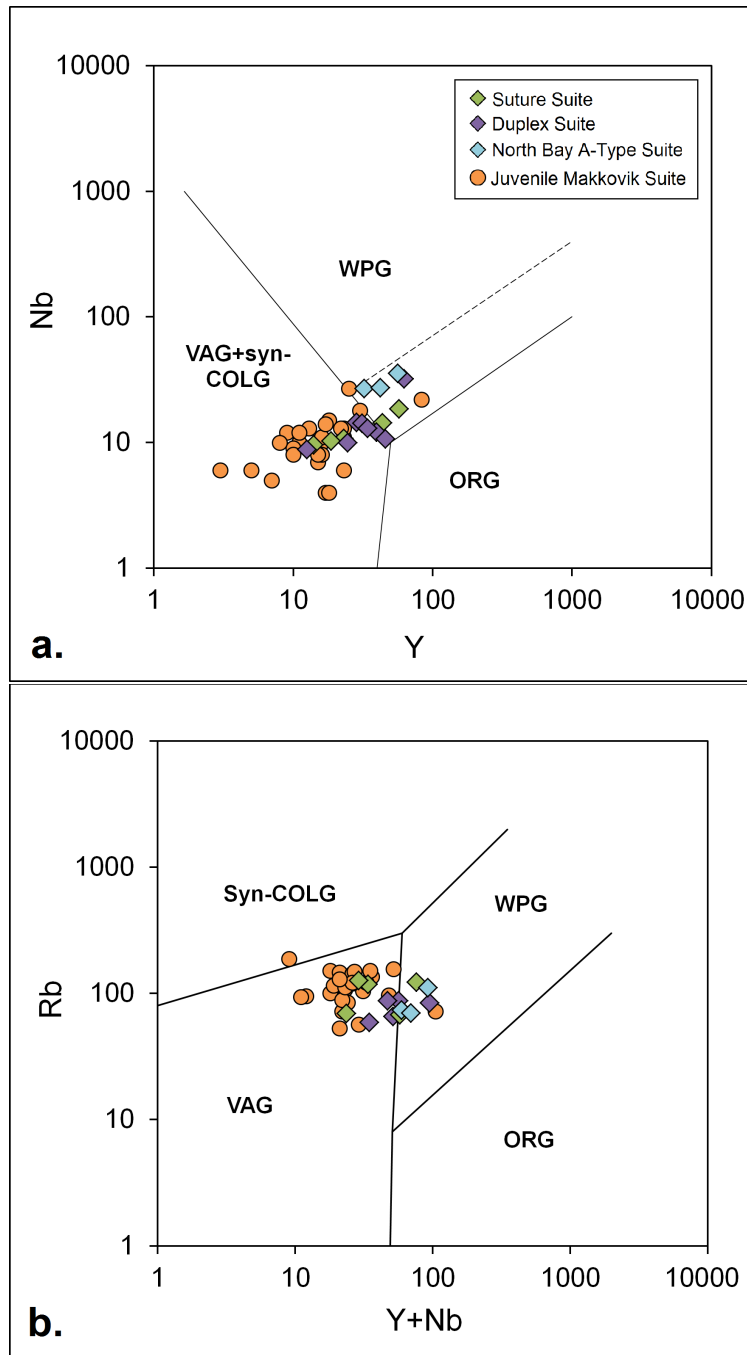 10000
Suture Suite
Duplex Suite
North Bay A-Type Suite
Juvenile Makkovik Suite
1000
WPG
Nb
100
VAG+syn-
COLG
10
ORG
1
1
10
100
1000
10000
a.
Y
10000
1000
Syn-COLG
WPG
Rb
100
VAG
10
ORG
1
1
10
100
1000
10000
b.
Y+Nb